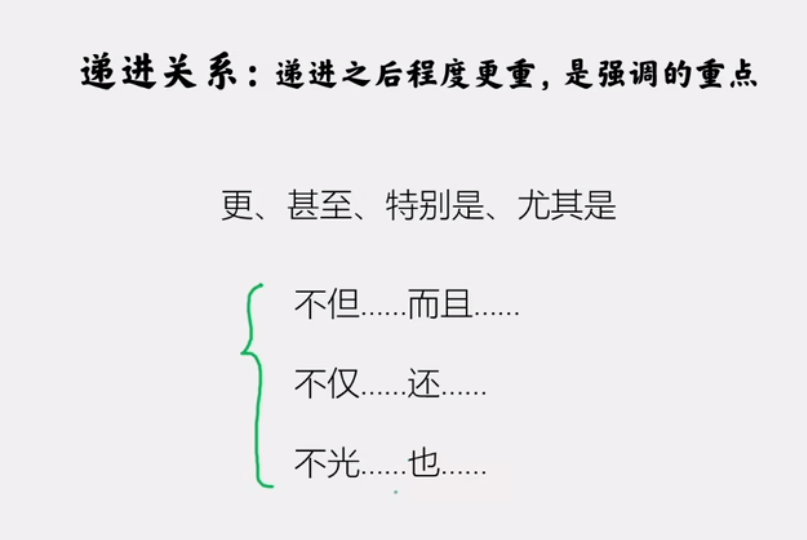 递进关系：递进之后程度更重，是强调的重点
更、甚至、特别是、尤其是
不但……而且……
不仅……还……
不光……也……